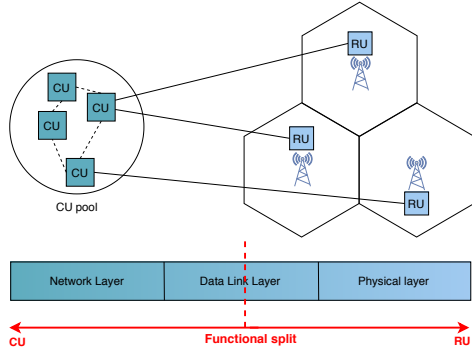 RU
CU
CU
CU
RU
CU
RU
CU pool
Network Layer Data Link Layer Physical layer
CU Functional split RU